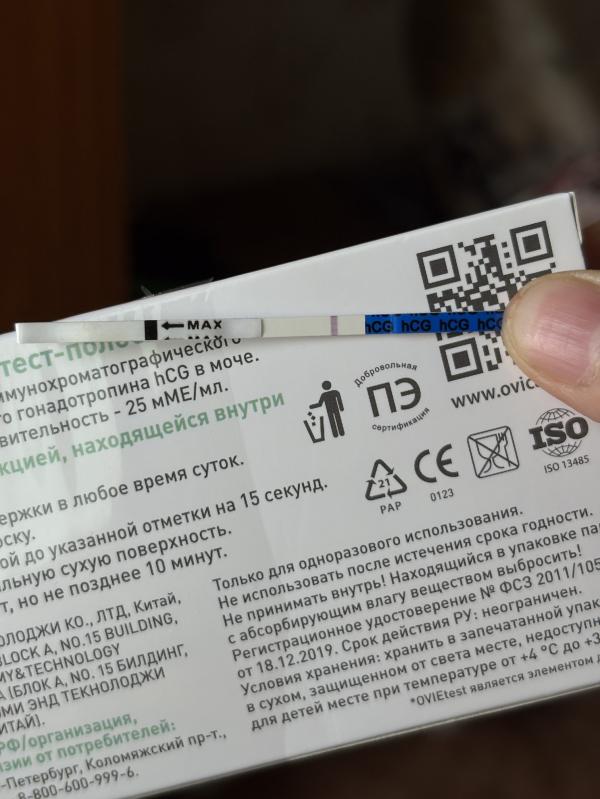 MAX
hCG hCG hCG hCG
тест-поло
ммунохроматографического
го гонадотропина hCG в моче.
вительность - 25 мМЕ/мл.
кцией, находящейся внутри
ержки в любое время суток.
оску.
ой до указанной отметки на 15 секунд.
льную сухую поверхность.
т, но не позднее 10 минут.
Добровольная
ПЭ
сертификация
www.ovie
21
PAP
CE
0123
ISO
ISO 13485
Только для одноразового использования.
Не использовать после истечения срока годности.
Не принимать внутрь! Находящийся в упаковке па
с абсорбирующим влагу веществом выбросить!
Регистрационное удостоверение № ФСЗ 2011/105
от 18.12.2019. Срок действия РУ: неограничен.
Условия хранения: хранить в запечатанной упак
в сухом, защищенном от света месте, недоступн
для детей месте при температуре от +4 °C до +3
*OVIEtest является элементом д
ОЛОДЖИ КО., ЛТД, Китай,
BLOCK A, NO.15 BUILDING,
MY&TECHNOLOGY
А (БЛОК А, NO. 15 БИЛДИНГ,
МИ ЭНД ТЕКНОЛОДЖИ
ИТАЙ).
РФ/организация,
зии от потребителей:
-Петербург, Коломяжский пр-т.,
8-800-600-999-6.